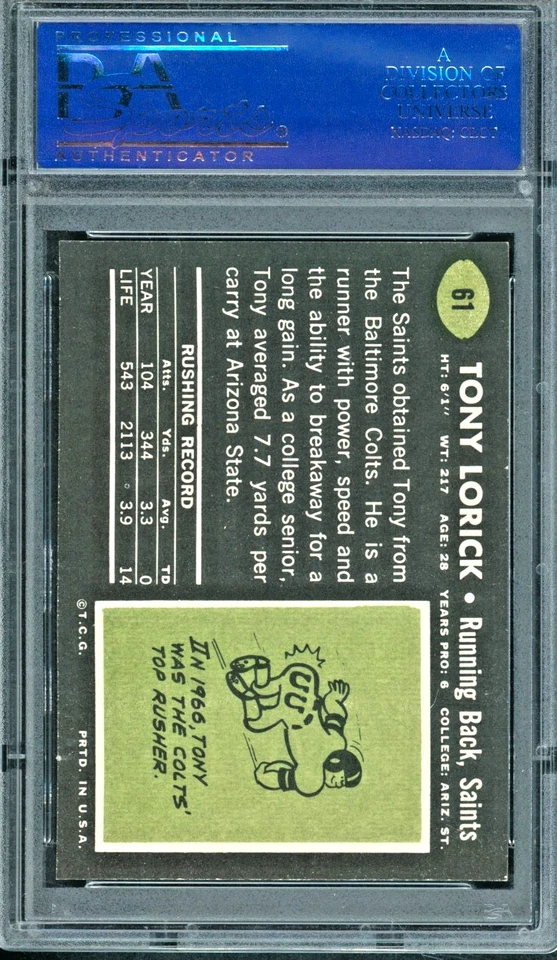 PROFESSIONAL
PSA
Sports
AUTHENTICATOR
A
DIVISION OF
COLLECTORS
UNIVERSE
NASDAQ: CLCT
61
TONY LORICK • Running Back, Saints
HT: 6'1" WT: 217 AGE: 28 YEARS PRO: 6 COLLEGE: ARIZ. ST.
The Saints obtained Tony from
the Baltimore Colts. He is a
runner with power, speed and
the ability to breakaway for a
long gain. As a college senior,
Tony averaged 7.7 yards per
carry at Arizona State.
RUSHING RECORD
Atts. Yds. Avg. TD
YEAR 104 344 3.3 0
LIFE 543 2113 3.9 14
IN 1966, TONY
WAS THE COLTS'
TOP RUSHER.
©T.C.G. PRTD. IN U.S.A.